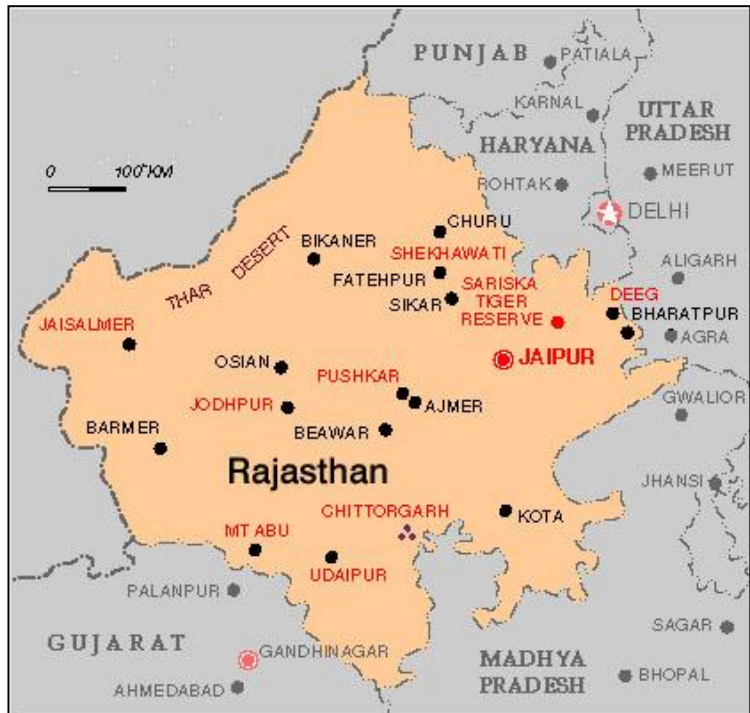 PUNJAB
PATIALA
KARNAL
UTTAR
PRADESH
0 100 KM
HARYANA
MEERUT
ROHTAK
DELHI
CHURU
BIKANER
SHEKHAWATI
THAR DESERT
FATEHPUR
SARISKA
TIGER
RESERVE
SIKAR
ALIGARH
DEEG
BHARATPUR
AGRA
JAISALMER
OSIAN
JAIPUR
PUSHKAR
JODHPUR
AJMER
GWALIOR
BARMER
BEAWAR
Rajasthan
JHANSI
CHITTORGARH
KOTA
MT ABU
UDAIPUR
PALANPUR
GUJARAT
GANDHINAGAR
SAGAR
MADHYA
PRADESH
BHOPAL
AHMEDABAD